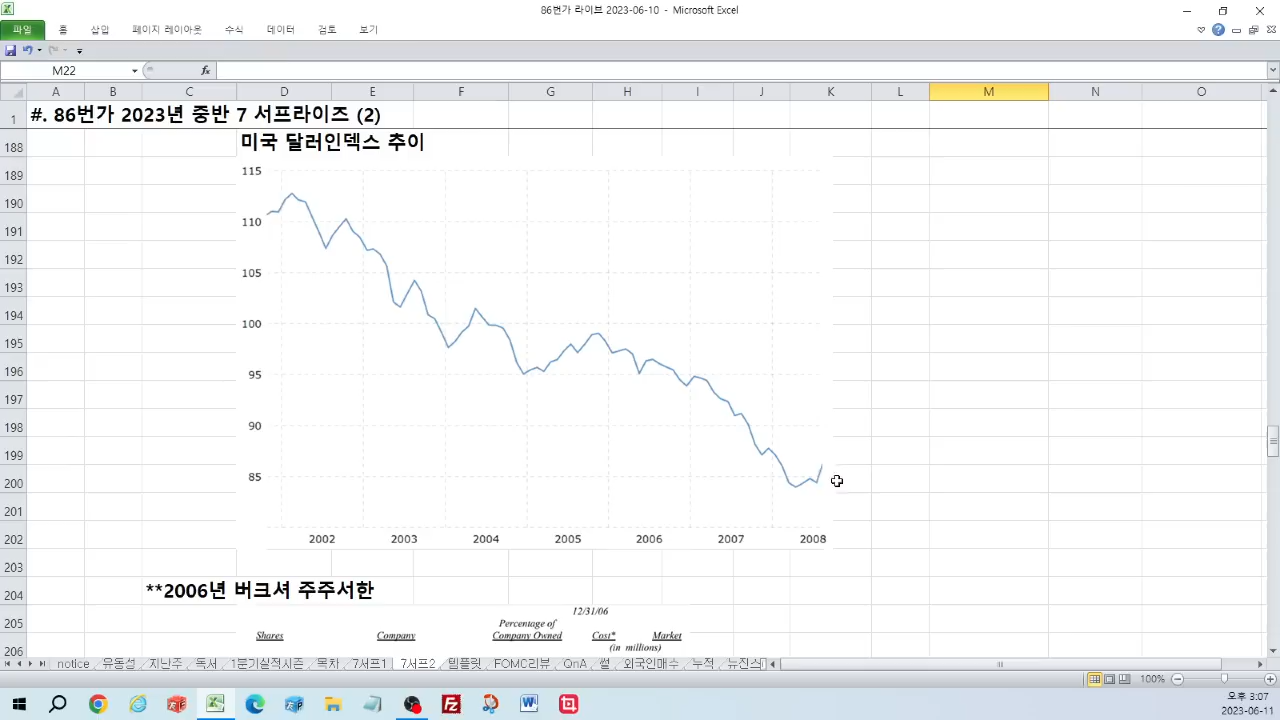 86번가 라이브 2023-06-10 - Microsoft Excel
파일 홈 삽입 페이지 레이아웃 수식 데이터 검토 보기
M22 fx
A B C D E F G H I J K L M N O
1 #. 86번가 2023년 중반 7 서프라이즈 (2)
188 미국 달러인덱스 추이
189 115
190
191 110
192
193 105
194
195 100
196 95
197
198 90
199
200 85
201
202 2002 2003 2004 2005 2006 2007 2008
203
204 **2006년 버크셔 주주서한
205 12/31/06
Percentage of
Shares Company Company Owned Cost* Market
206 (in millions)
notice 유동성 지난주 독서 1분기실적시즌 목차 7서프1 7서프2 템플릿 FOMC리뷰 QnA 썰 외국인매수 누적
100%
오후 3:07
2023-06-11